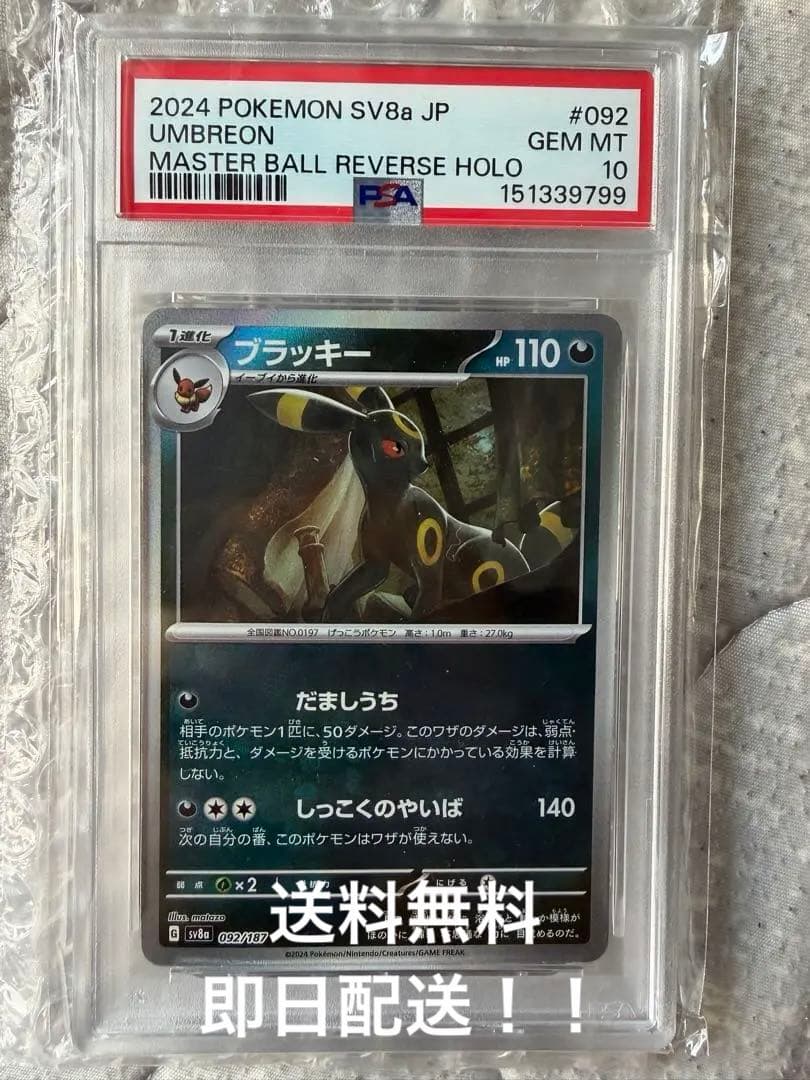 2024 POKEMON SV8a JP #092
UMBREON GEM MT
MASTER BALL REVERSE HOLO 10
PSA 151339799
1進化 ブラッキー HP 110
イーブイから進化
全国図鑑NO.0197 げっこうポケモン 高さ:1.0m 重さ:27.0kg
だましうち
相手のポケモン1匹に、50ダメージ。このワザのダメージは、弱点・
抵抗力と、ダメージを受けるポケモンにかかっている効果を計算
しない。
しっこくのやいば 140
次の自分の番、このポケモンはワザが使えない。
弱点 ×2 にげる
送料無料
Illus. matazo
G sv8a 092/187
©2024 Pokémon/Nintendo/Creatures/GAME FREAK
即日配送！！